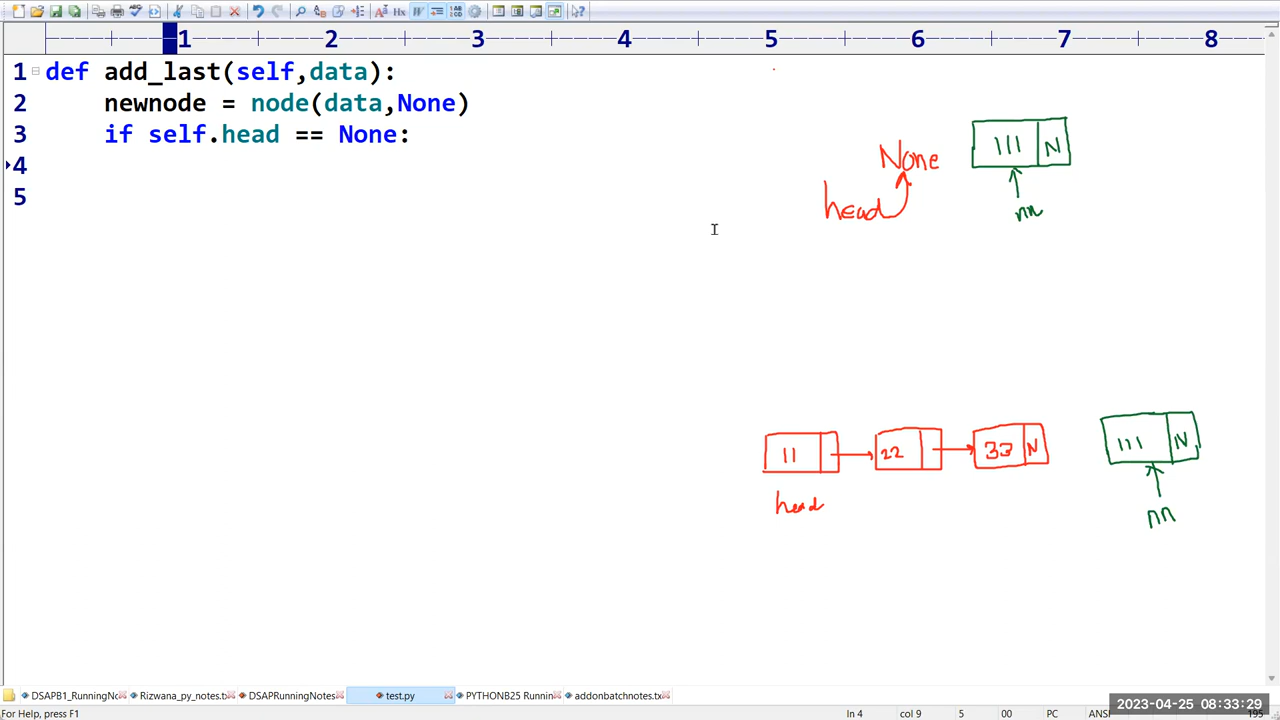 1 2 3 4 5 6 7 8
1 def add_last(self,data):
2 newnode = node(data,None)
3 if self.head == None:
4
5
None
head
111 N
nn
11 22 33 N
head
111 N
nn
DSAPB1_RunningNo Rizwana_py_notes.t DSAPRunningNotes test.py PYTHONB25 Runnin addonbatchnotes.tx
For Help, press F1 ln 4 col 9 5 00 PC ANSI 195
2023-04-25 08:33:29